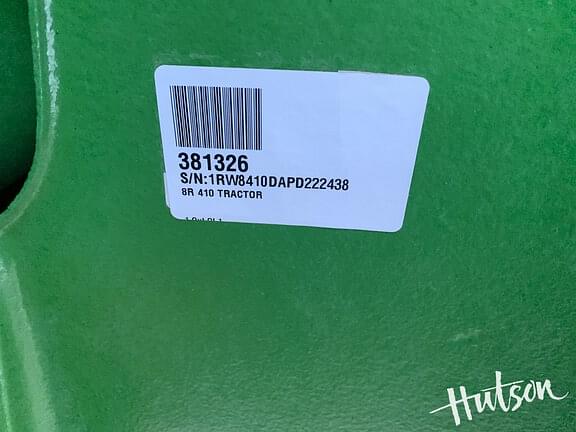 381326
S/N:1RW8410DAPD222438
8R 410 TRACTOR
Hutson